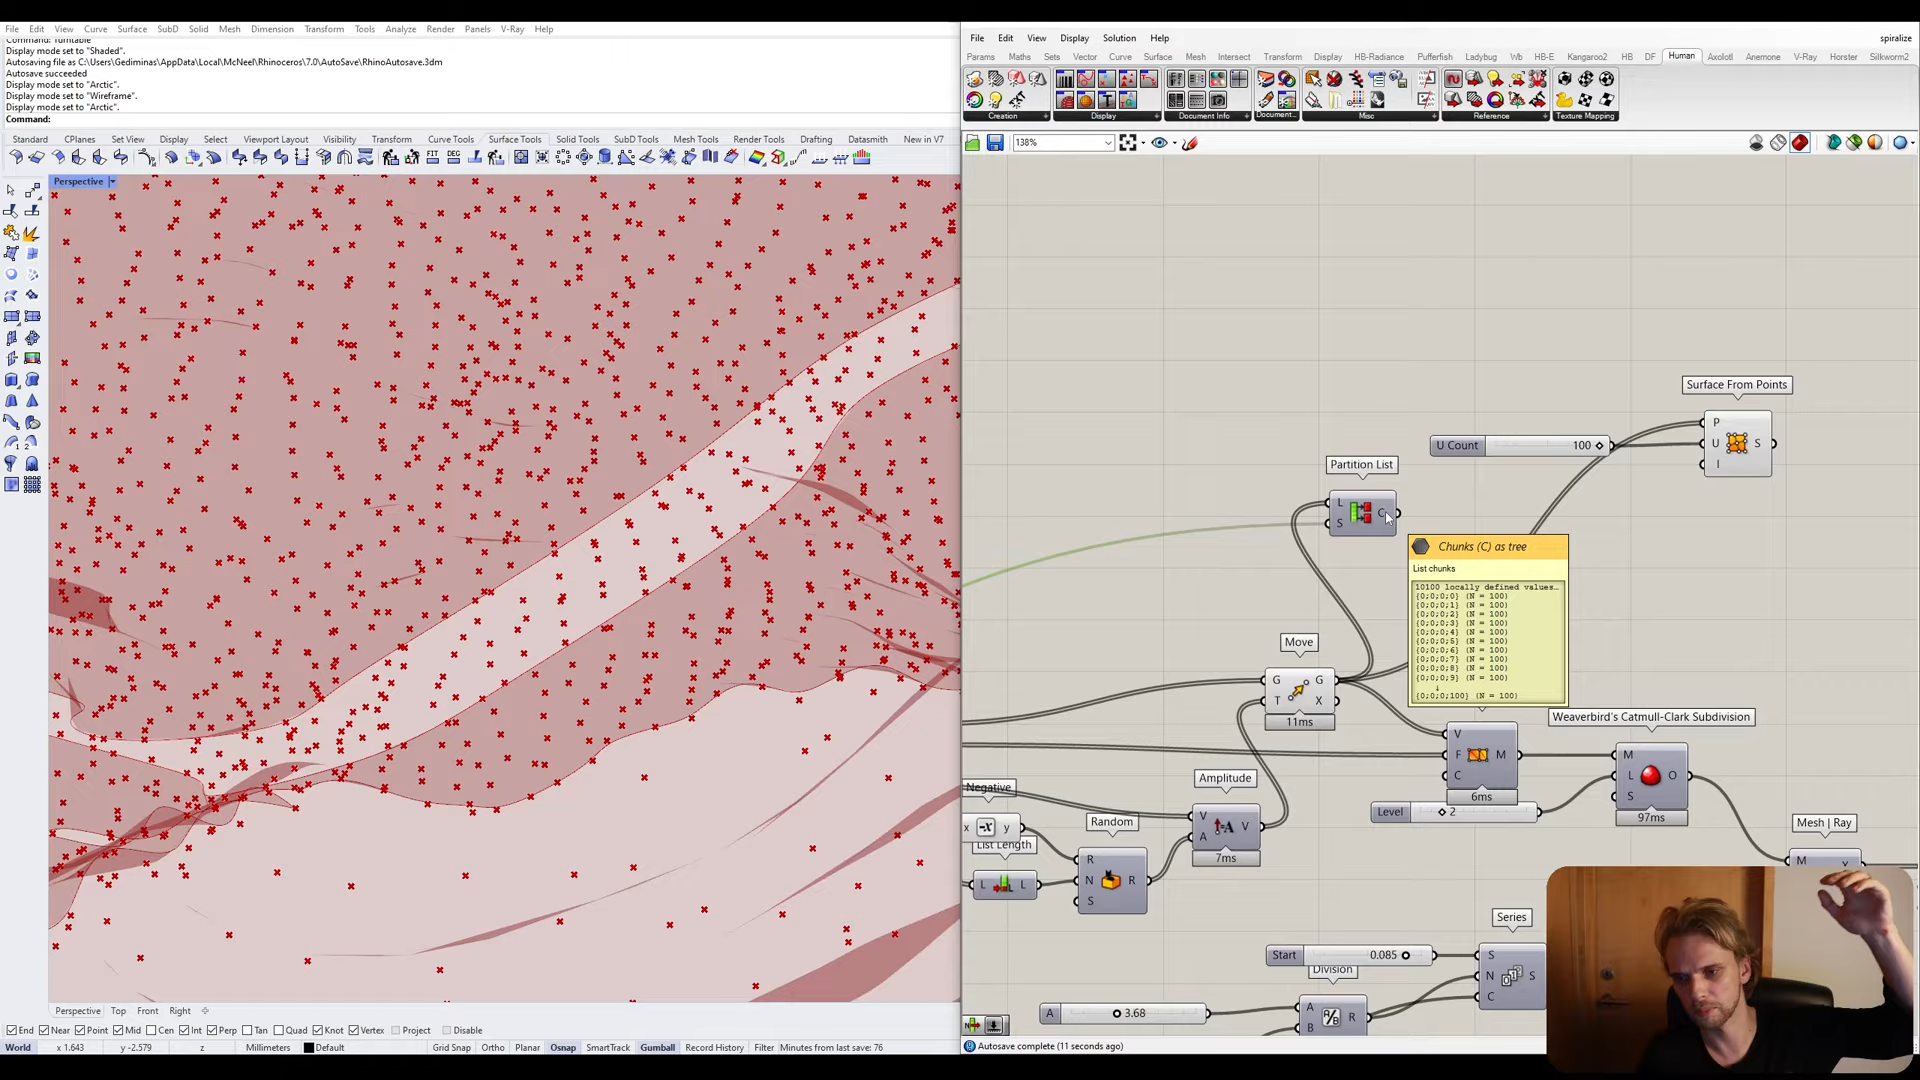 File Edit View Curve Surface SubD Solid Mesh Dimension Transform Tools Analyze Render Panels V-Ray Help
Command: Turntable
Display mode set to "Shaded".
Autosaving file as C:\Users\Gediminas\AppData\Local\McNeel\Rhinoceros\7.0\AutoSave\RhinoAutosave.3dm
Autosave succeeded
Display mode set to "Arctic".
Display mode set to "Wireframe".
Display mode set to "Arctic".
Command:
Standard CPlanes Set View Display Select Viewport Layout Visibility Transform Curve Tools Surface Tools Solid Tools SubD Tools Mesh Tools Render Tools Drafting Datasmith New in V7
Perspective
Perspective Top Front Right
End Near Point Mid Cen Int Perp Tan Quad Knot Vertex Project Disable
World x 1.643 y -2.579 z Millimeters Default Grid Snap Ortho Planar Osnap SmartTrack Gumball Record History Filter Minutes from last save: 76
File Edit View Display Solution Help
spiralize
Params Maths Sets Vector Curve Surface Mesh Intersect Transform Display HB-Radiance Pufferfish Ladybug Wb HB-E Kangaroo2 HB DF Human Axolotl Anemone V-Ray Horster Silkworm2
Creation Display Document Info Document... Misc Reference Texture Mapping
138%
Surface From Points
P
U S
I
U Count 100
Partition List
L C
S
Chunks (C) as tree
List chunks
10100 locally defined values...
{0;0;0;0} (N = 100)
{0;0;0;1} (N = 100)
{0;0;0;2} (N = 100)
{0;0;0;3} (N = 100)
{0;0;0;4} (N = 100)
{0;0;0;5} (N = 100)
{0;0;0;6} (N = 100)
{0;0;0;7} (N = 100)
{0;0;0;8} (N = 100)
{0;0;0;9} (N = 100)
{0;0;0;100} (N = 100)
Move
G G
T X
11ms
Weaverbird's Catmull-Clark Subdivision
V
F M
C
6ms
M
L O
S
97ms
Level 2
Negative
x -x y
List Length
L L
Random
R
N R
S
Amplitude
V V
A
7ms
Mesh | Ray
M
Series
S
N S
C
Start 0.085
Division
A
B R
A/B
A 3.68
Autosave complete (11 seconds ago)